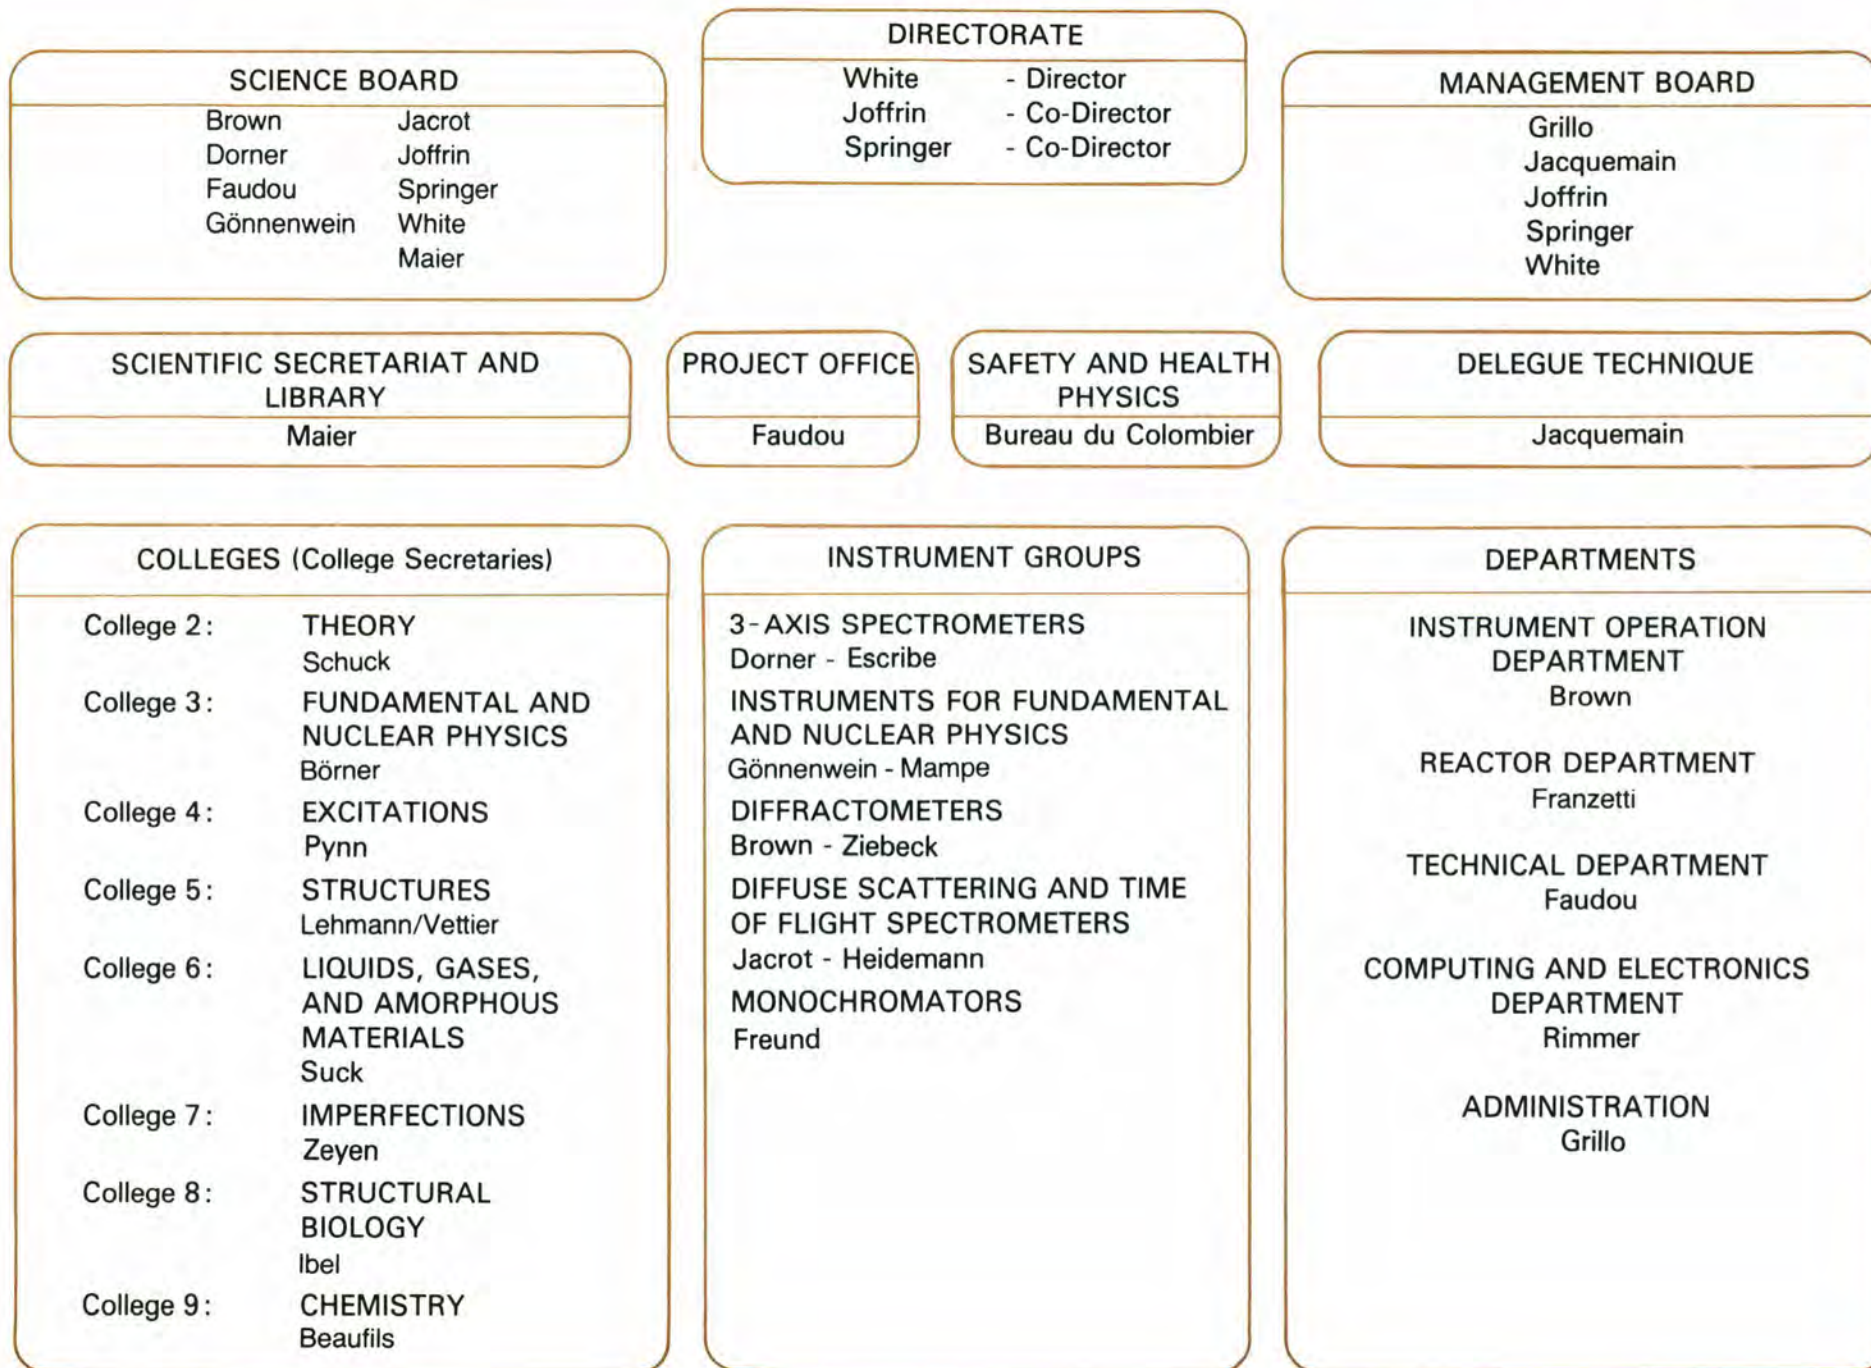 DIRECTORATE
White - Director
Joffrin - Co-Director
Springer - Co-Director
SCIENCE BOARD
Brown Jacrot
Dorner Joffrin
Faudou Springer
Gönnenwein White
Maier
MANAGEMENT BOARD
Grillo
Jacquemain
Joffrin
Springer
White
SCIENTIFIC SECRETARIAT AND
LIBRARY
Maier
PROJECT OFFICE
Faudou
SAFETY AND HEALTH
PHYSICS
Bureau du Colombier
DELEGUE TECHNIQUE
Jacquemain
COLLEGES (College Secretaries)
College 2: THEORY
Schuck
College 3: FUNDAMENTAL AND
NUCLEAR PHYSICS
Börner
College 4: EXCITATIONS
Pynn
College 5: STRUCTURES
Lehmann/Vettier
College 6: LIQUIDS, GASES,
AND AMORPHOUS
MATERIALS
Suck
College 7: IMPERFECTIONS
Zeyen
College 8: STRUCTURAL
BIOLOGY
Ibel
College 9: CHEMISTRY
Beaufils
INSTRUMENT GROUPS
3-AXIS SPECTROMETERS
Dorner - Escribe
INSTRUMENTS FOR FUNDAMENTAL
AND NUCLEAR PHYSICS
Gönnenwein - Mampe
DIFFRACTOMETERS
Brown - Ziebeck
DIFFUSE SCATTERING AND TIME
OF FLIGHT SPECTROMETERS
Jacrot - Heidemann
MONOCHROMATORS
Freund
DEPARTMENTS
INSTRUMENT OPERATION
DEPARTMENT
Brown
REACTOR DEPARTMENT
Franzetti
TECHNICAL DEPARTMENT
Faudou
COMPUTING AND ELECTRONICS
DEPARTMENT
Rimmer
ADMINISTRATION
Grillo